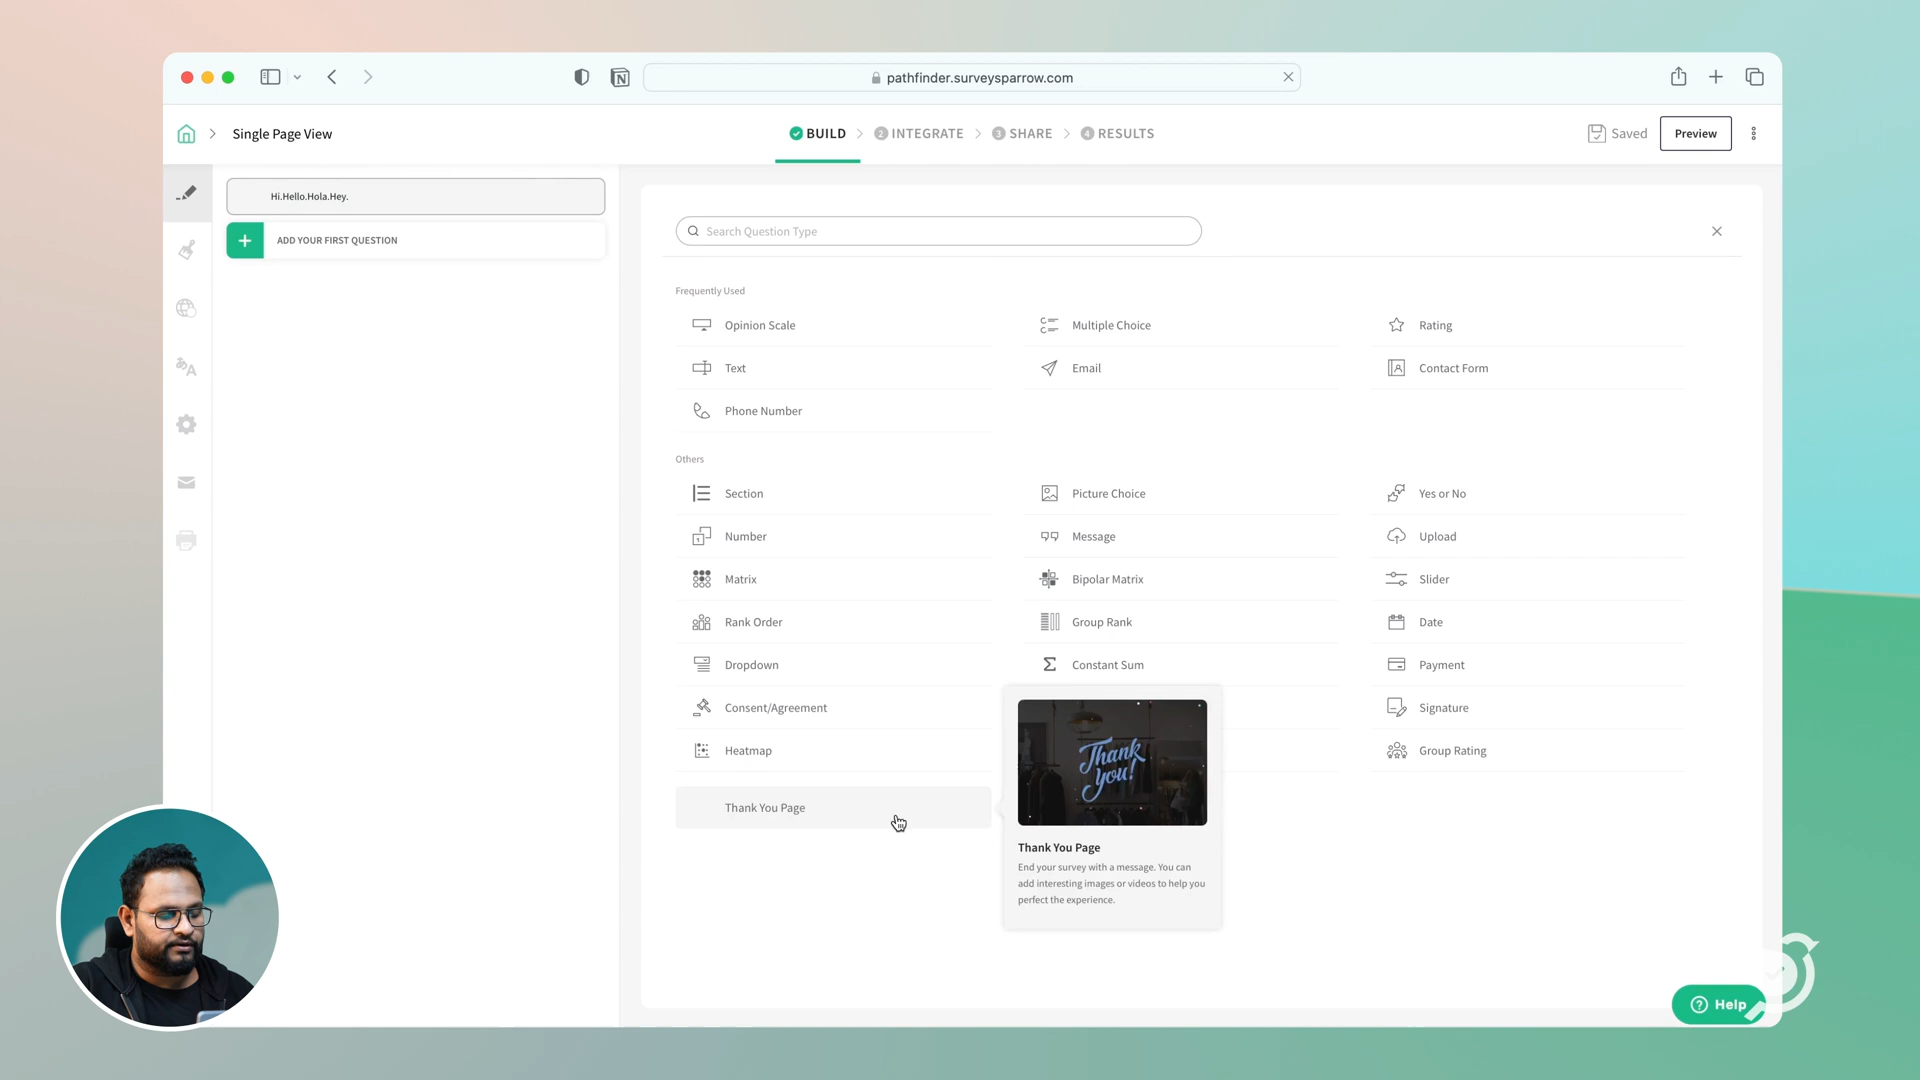 pathfinder.surveysparrow.com
Single Page View
BUILD
2 INTEGRATE
3 SHARE
4 RESULTS
Saved
Preview
Hi.Hello.Hola.Hey.
ADD YOUR FIRST QUESTION
Search Question Type
Frequently Used
Opinion Scale
Multiple Choice
Rating
Text
Email
Contact Form
Phone Number
Others
Section
Picture Choice
Yes or No
Number
Message
Upload
Matrix
Bipolar Matrix
Slider
Rank Order
Group Rank
Date
Dropdown
Constant Sum
Payment
Consent/Agreement
Signature
Heatmap
Group Rating
Thank You Page
Thank
you!
Thank You Page
End your survey with a message. You can
add interesting images or videos to help you
perfect the experience.
Help